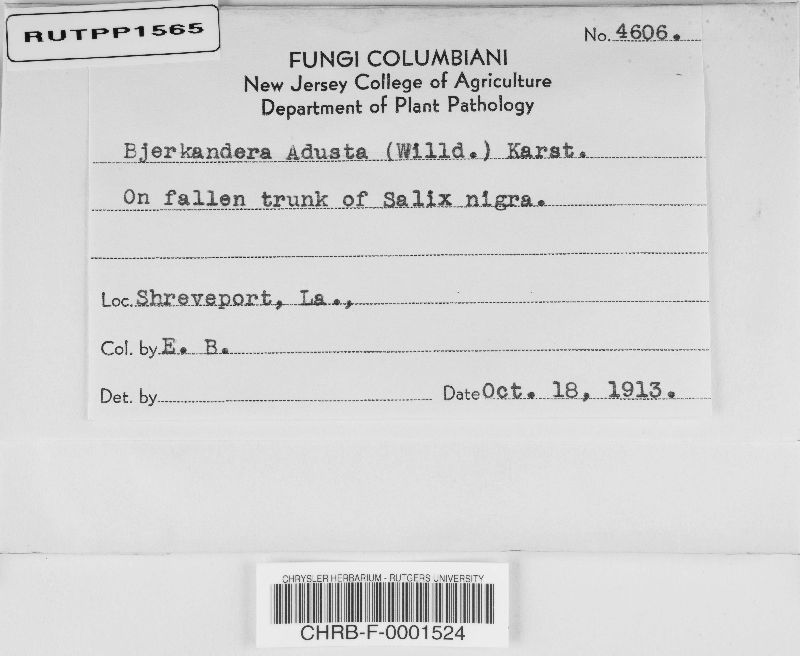 RUTPP1565
No. 4606.
FUNGI COLUMBIANI
New Jersey College of Agriculture
Department of Plant Pathology
Bjerkandera Adusta (Willd.) Karst.
On fallen trunk of Salix nigra.
Loc. Shreveport, La.,
Col. by E. B.
Det. by
Date Oct. 18, 1913.
CHRYSLER HERBARIUM - RUTGERS UNIVERSITY
CHRB-F-0001524